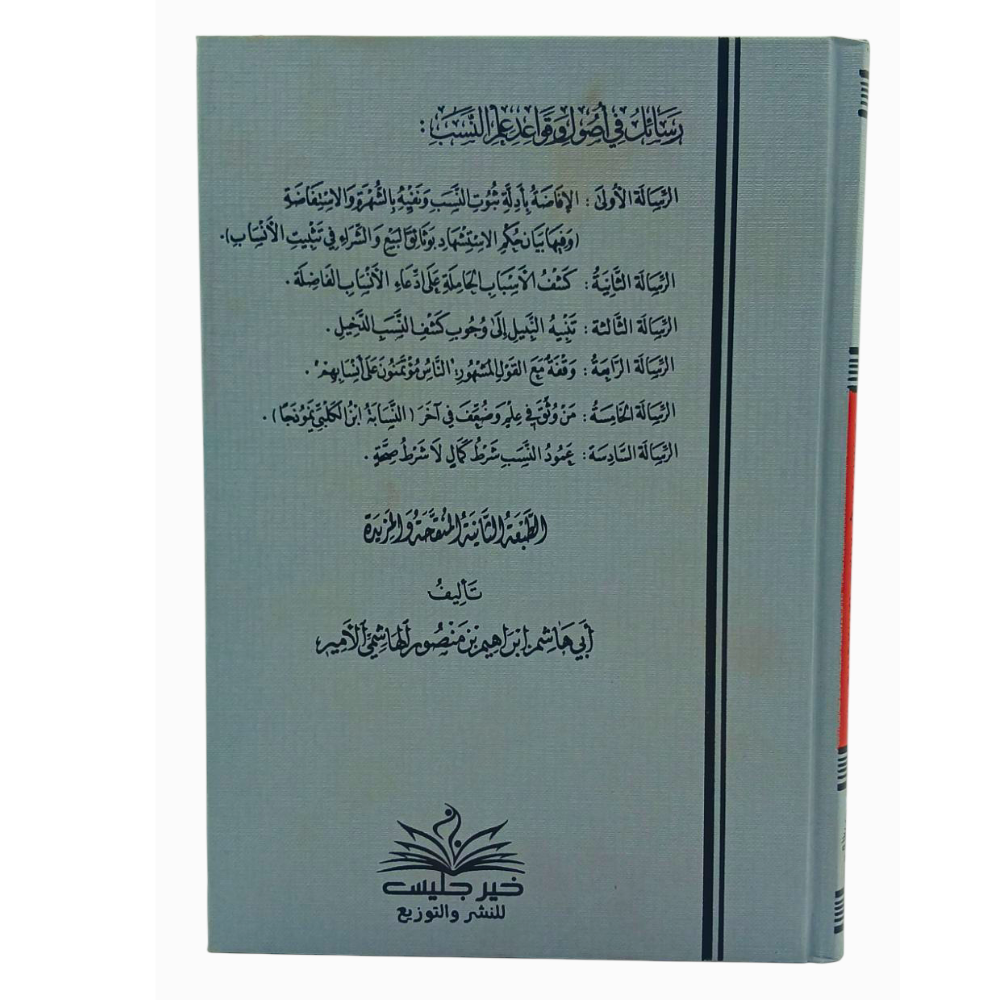 رسائل في أصول وقواعد علم النسب :
الرسالة الأولى : الإفاضة بأدلة ثبوت النسب ونفيه بالشهرة والاستفاضة
(وفيها بيان حكم الاستشهاد بوثائق البيع والشراء في تثبيت الأنساب).
الرسالة الثانية : كشف الأسباب الحاملة على ادعاء الأنساب الفاضلة .
الرسالة الثالثة : تنبيه النبيل إلى وجوب كشف النسب الدخيل .
الرسالة الرابعة : وقفة مع القول المشهور: "الناس مؤتمنون على أنسابهم" .
الرسالة الخامسة : من وثق في علم وضعف في آخر ( النسابة ابن الكلبي نموذجا ) .
الرسالة السادسة : عمود النسب شرط كمال لا شرط صحة .
الطبعة الثانية المنقحة والمزيدة
تأليف
أبي هاشم إبراهيم بن منصور الهاشمي الأمير
خير جليس
للنشر والتوزيع